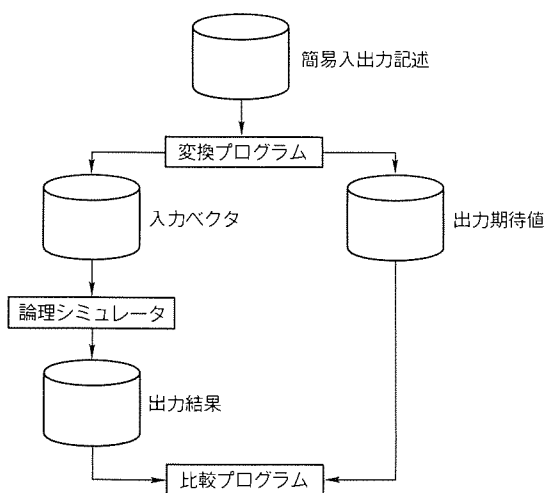 簡易入出力記述
変換プログラム
入力ベクタ
出力期待値
論理シミュレータ
出力結果
比較プログラム